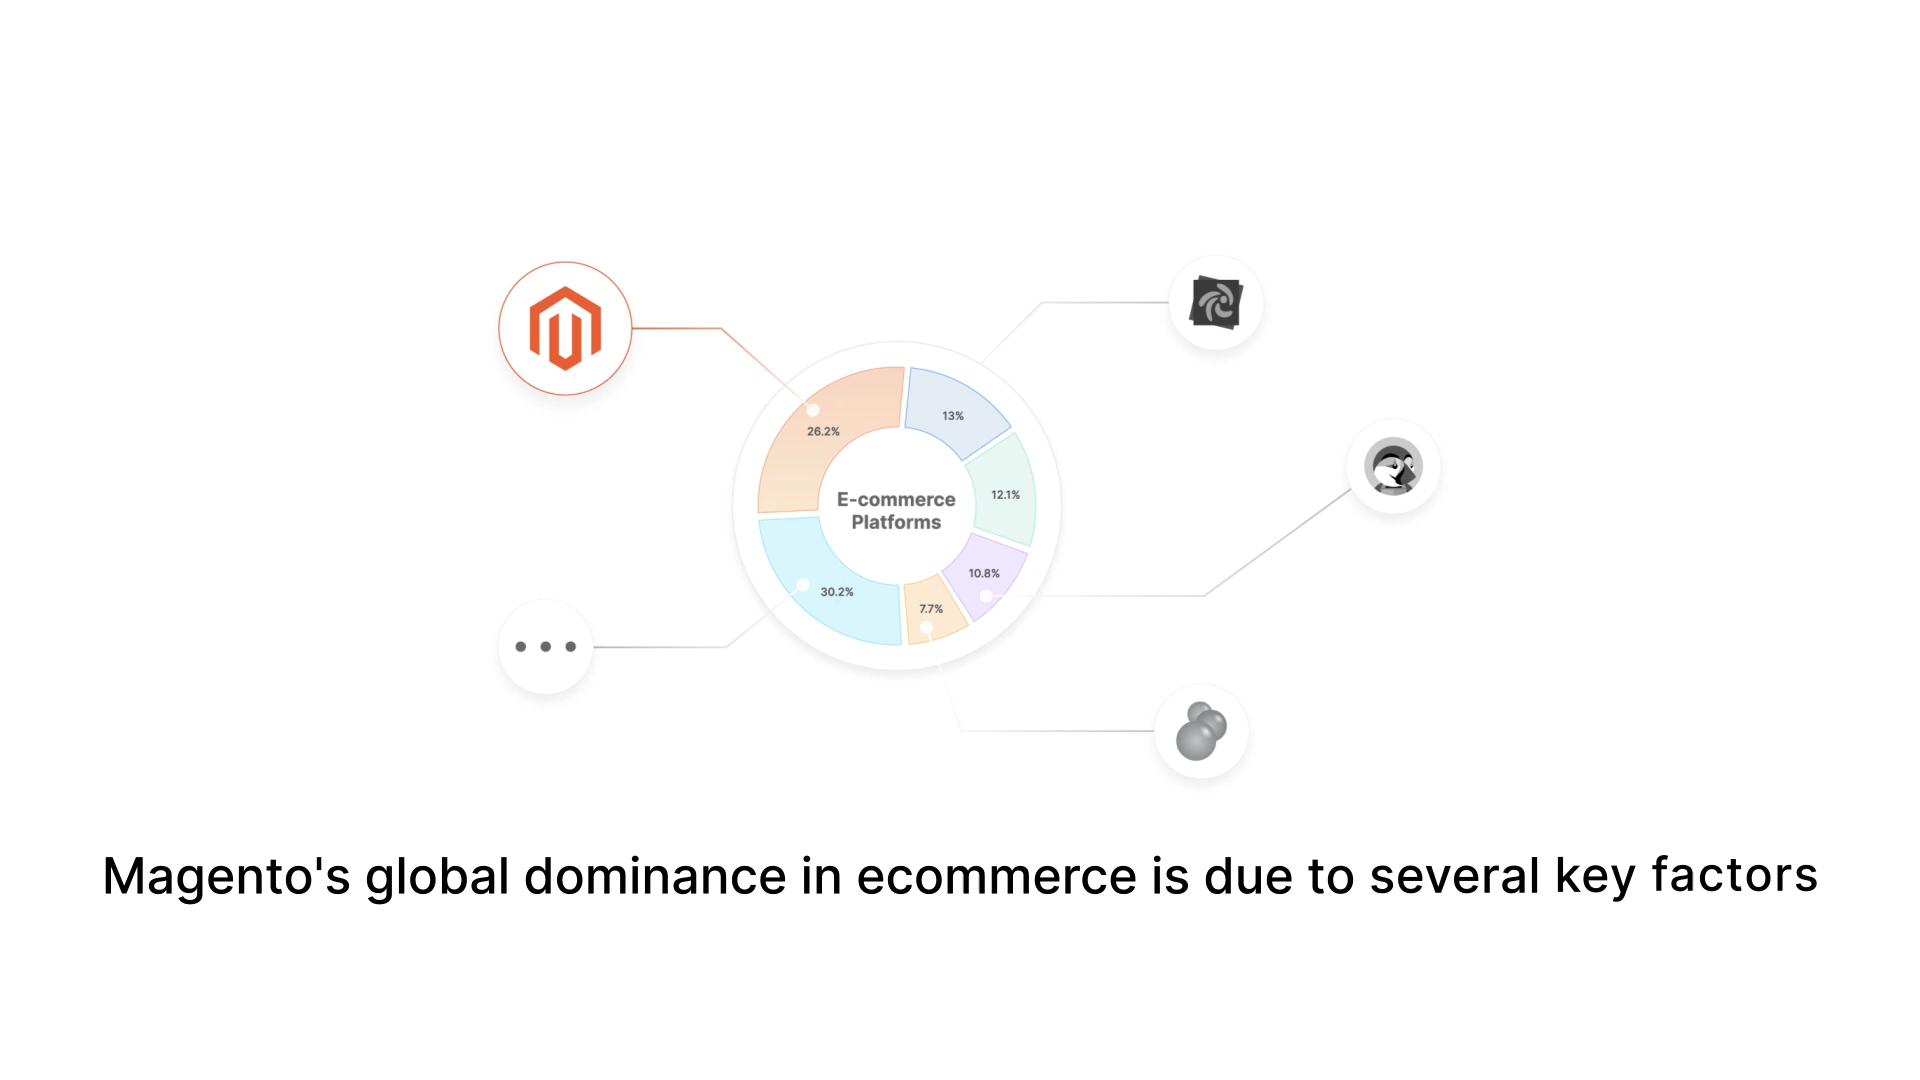 13%
26.2%
12.1%
E-commerce
Platforms
10.8%
30.2%
7.7%
Magento's global dominance in ecommerce is due to several key factors